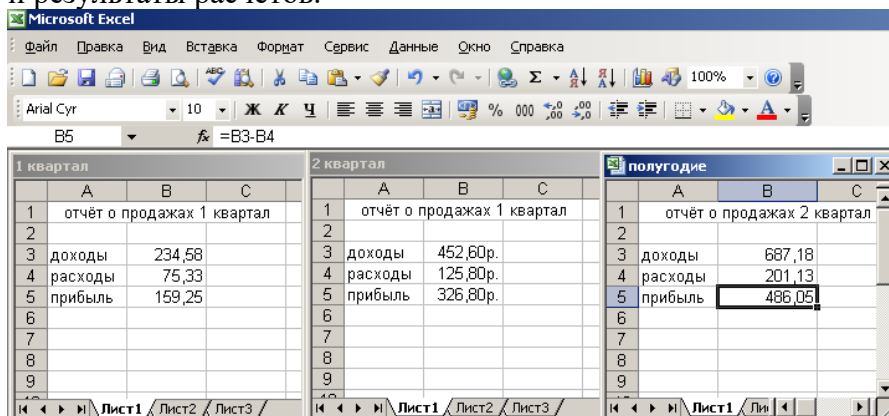 и результаты расчетов.
Microsoft Excel
Файл Правка Вид Вставка Формат Сервис Данные Окно Справка
100%
Arial Cyr 10 Ж К Ч % 000
B5 fx =B3-B4
1 квартал
A B C
1 отчёт о продажах 1 квартал
2
3 доходы 234,58
4 расходы 75,33
5 прибыль 159,25
6
7
8
9
Лист1 Лист2 Лист3
2 квартал
A B C
1 отчёт о продажах 1 квартал
2
3 доходы 452,60р.
4 расходы 125,80р.
5 прибыль 326,80р.
6
7
8
9
Лист1 Лист2 Лист3
полугодие
A B C
1 отчёт о продажах 2 квартал
2
3 доходы 687,18
4 расходы 201,13
5 прибыль 486,05
6
7
8
9
Лист1 Ли